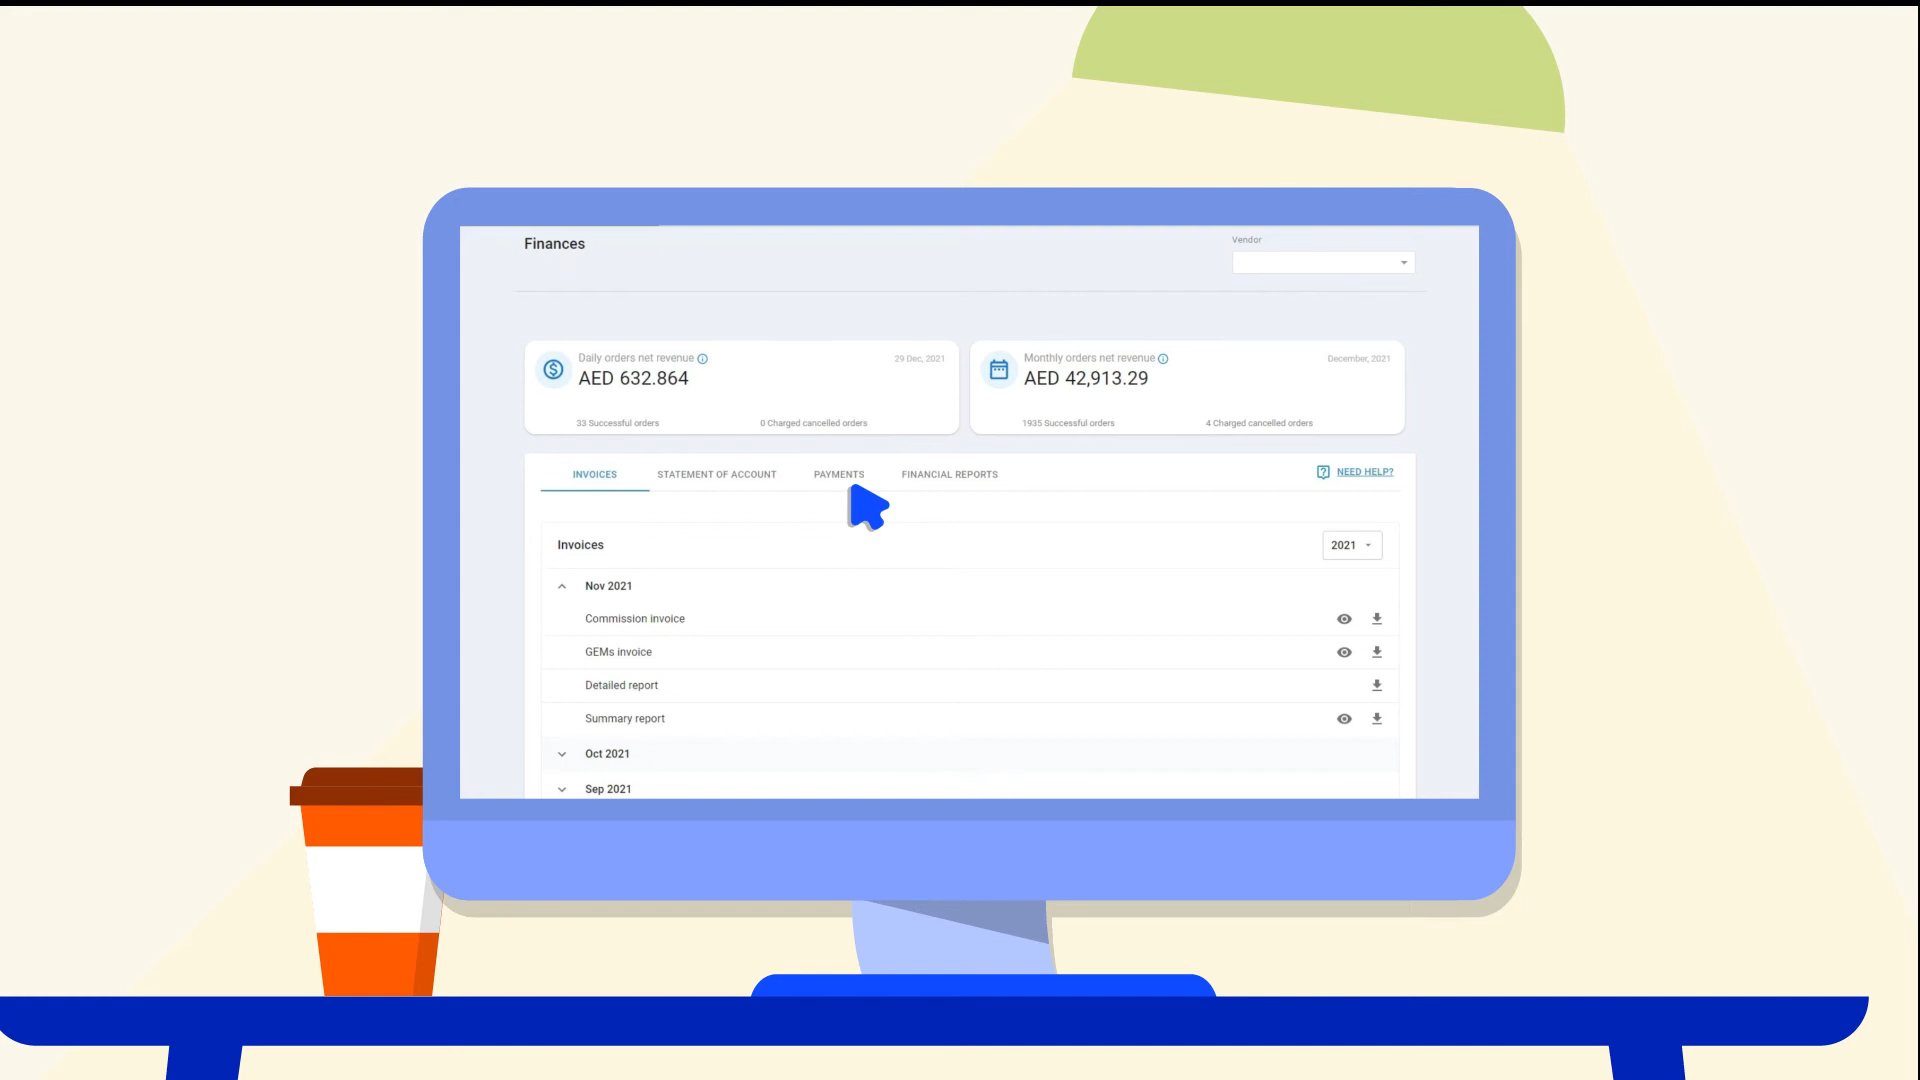 Finances
Vendor
Daily orders net revenue
29 Dec, 2021
AED 632.864
33 Successful orders
0 Charged cancelled orders
Monthly orders net revenue
December, 2021
AED 42,913.29
1935 Successful orders
4 Charged cancelled orders
INVOICES
STATEMENT OF ACCOUNT
PAYMENTS
FINANCIAL REPORTS
NEED HELP?
Invoices
2021
Nov 2021
Commission invoice
GEMs invoice
Detailed report
Summary report
Oct 2021
Sep 2021